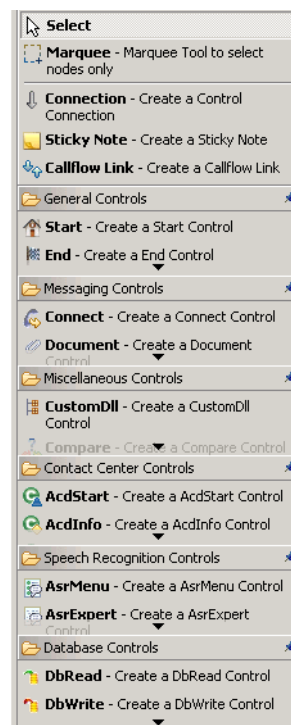 Select
Marquee - Marquee Tool to select
nodes only
Connection - Create a Control
Connection
Sticky Note - Create a Sticky Note
Callflow Link - Create a Callflow Link
General Controls
Start - Create a Start Control
End - Create a End Control
Messaging Controls
Connect - Create a Connect Control
Document - Create a Document
Control
Miscellaneous Controls
CustomDll - Create a CustomDll
Control
Compare - Create a Compare Control
Contact Center Controls
AcdStart - Create a AcdStart Control
AcdInfo - Create a AcdInfo Control
Speech Recognition Controls
AsrMenu - Create a AsrMenu Control
AsrExpert - Create a AsrExpert
Control
Database Controls
DbRead - Create a DbRead Control
DbWrite - Create a DbWrite Control